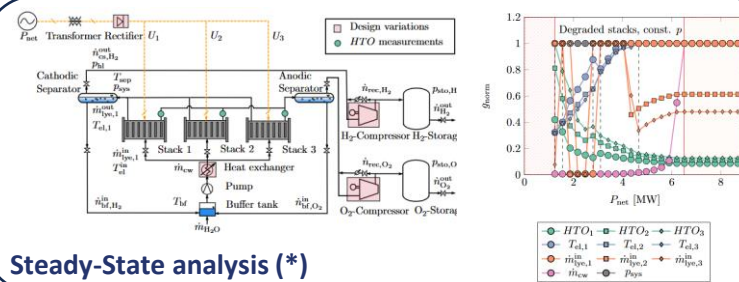 P_net
Transformer Rectifier
U_1
U_2
U_3
Design variations
HTO measurements
ṅ^out_cs,H2
p_bl
Cathodic
Separator
T_sep
p_sys
Anodic
Separator
ṁ^out_lye,1
T_el,1
Stack 1
Stack 2
Stack 3
ṁ^in_lye,1
T^in_el
ṁ_cw
Heat exchanger
Pump
Buffer tank
T_bf
ṅ^in_bf,H2
ṅ^in_bf,O2
ṁ_H2O
ṅ_rec,H2
p_sto,H
ṅ^out_H2
H2-Compressor
H2-Storag
ṅ_rec,O2
p_sto,O
ṅ^out_O2
O2-Compressor
O2-Storag
Steady-State analysis (*)
Degraded stacks, const. p
g_norm
1.2
1
0.8
0.6
0.4
0.2
0
0
2
4
6
8
P_net [MW]
HTO_1
HTO_2
HTO_3
T_el,1
T_el,2
T_el,3
ṁ^in_lye,1
ṁ^in_lye,2
ṁ^in_lye,3
ṁ_cw
p_sys